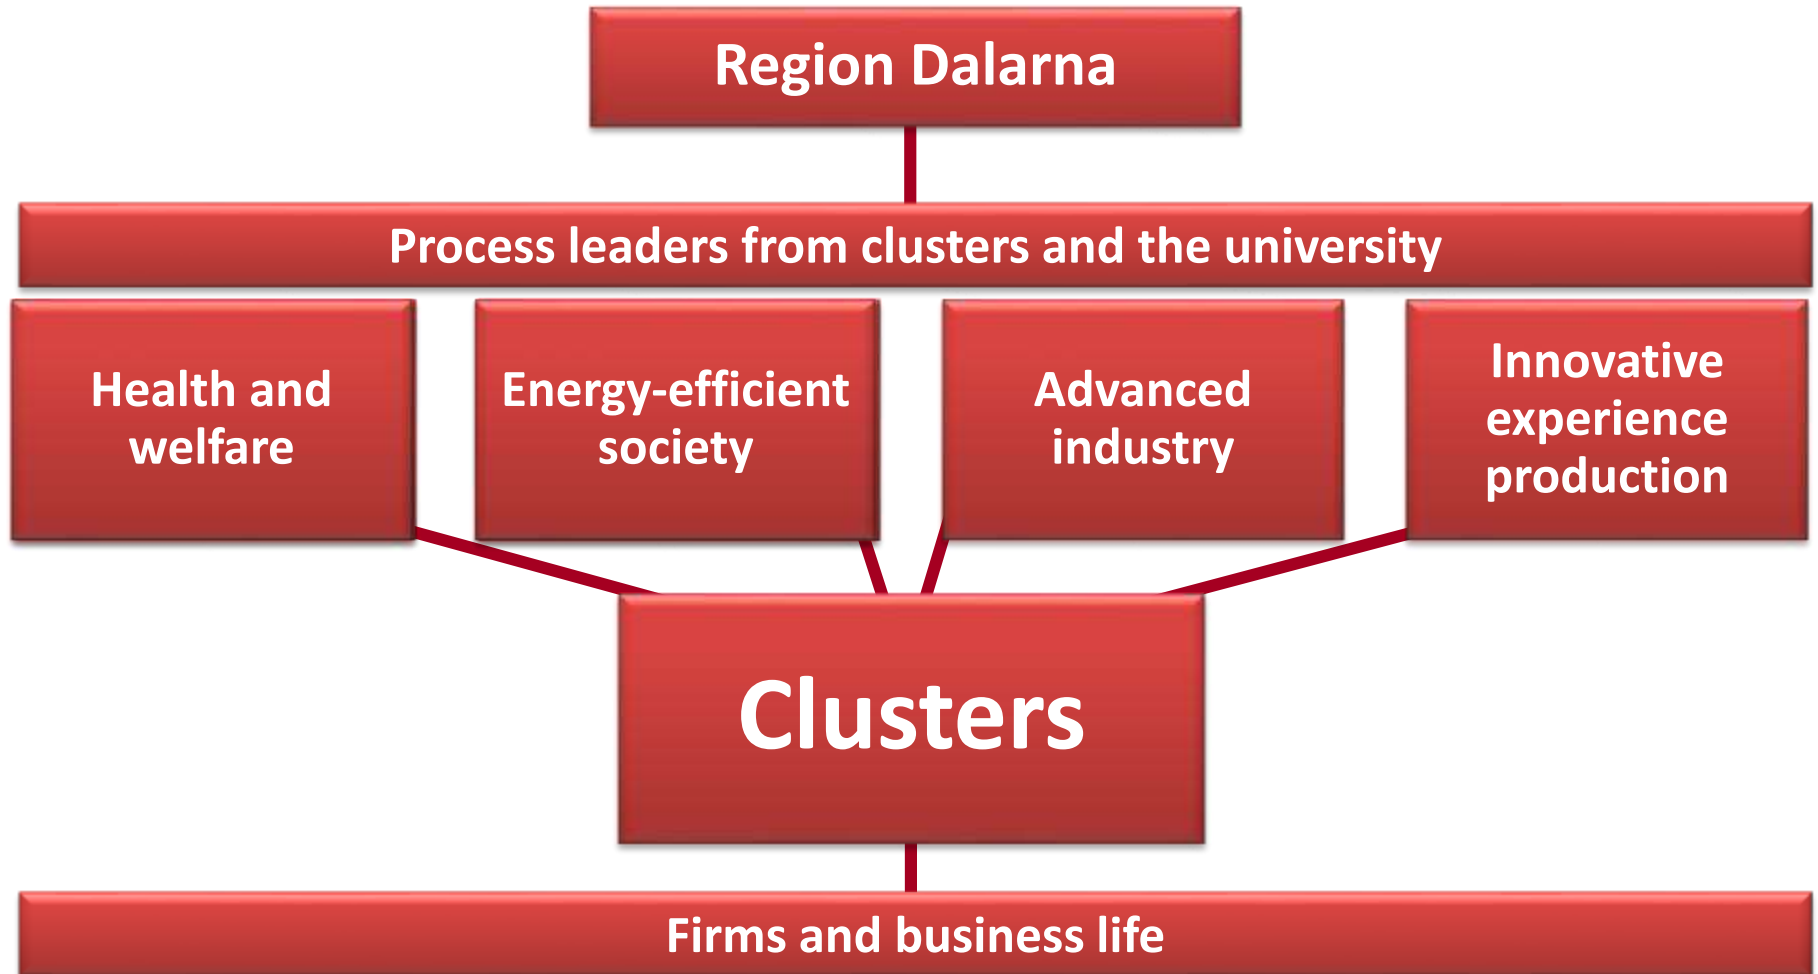 Region Dalarna
Process leaders from clusters and the university
Health and
welfare
Energy-efficient
society
Advanced
industry
Innovative
experience
production
Clusters
Firms and business life